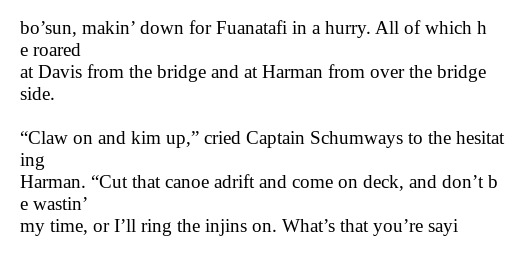 bo’sun, makin’ down for Fuanatafi in a hurry. All of which h
e roared
at Davis from the bridge and at Harman from over the bridge
side.
“Claw on and kim up,” cried Captain Schumways to the hesitat
ing
Harman. “Cut that canoe adrift and come on deck, and don’t b
e wastin’
my time, or I’ll ring the injins on. What’s that you’re sayi